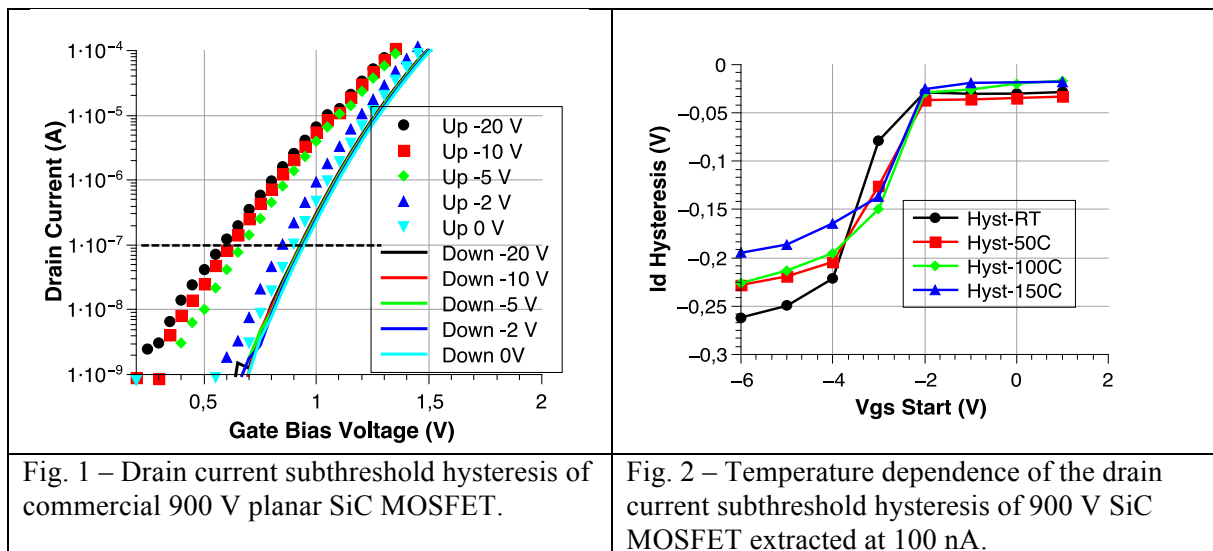 1·10⁻⁴
1·10⁻⁵
1·10⁻⁶
1·10⁻⁷
1·10⁻⁸
1·10⁻⁹
Drain Current (A)
0,5
1
1,5
2
Gate Bias Voltage (V)
Up -20 V
Up -10 V
Up -5 V
Up -2 V
Up 0 V
Down -20 V
Down -10 V
Down -5 V
Down -2 V
Down 0V
Fig. 1 – Drain current subthreshold hysteresis of
commercial 900 V planar SiC MOSFET.
0
−0,05
−0,1
−0,15
−0,2
−0,25
−0,3
Id Hysteresis (V)
−6
−4
−2
0
2
Vgs Start (V)
Hyst-RT
Hyst-50C
Hyst-100C
Hyst-150C
Fig. 2 – Temperature dependence of the drain
current subthreshold hysteresis of 900 V SiC
MOSFET extracted at 100 nA.